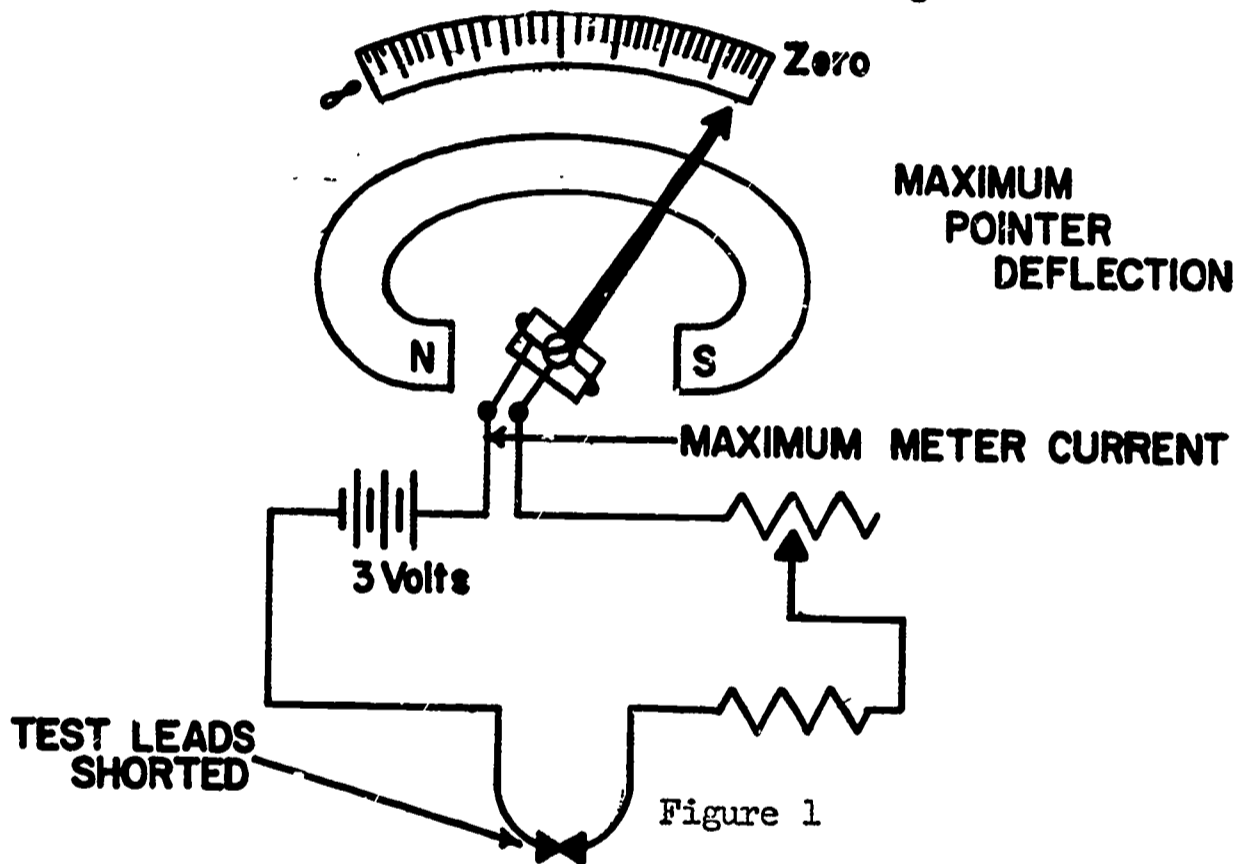 Zero
∞
MAXIMUM
POINTER
DEFLECTION
N
S
MAXIMUM METER CURRENT
3 Volts
TEST LEADS
SHORTED
Figure 1